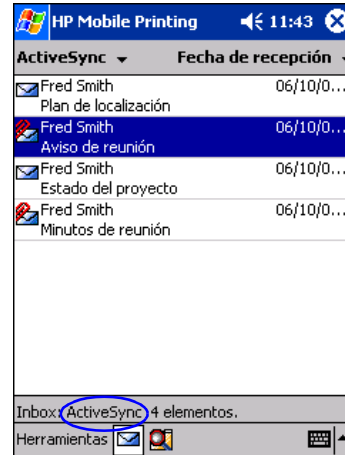 HP Mobile Printing 11:43
ActiveSync Fecha de recepción
Fred Smith 06/10/0...
Plan de localización
Fred Smith 06/10/0...
Aviso de reunión
Fred Smith 06/10/0...
Estado del proyecto
Fred Smith 06/10/0...
Minutos de reunión
Inbox: ActiveSync 4 elementos.
Herramientas